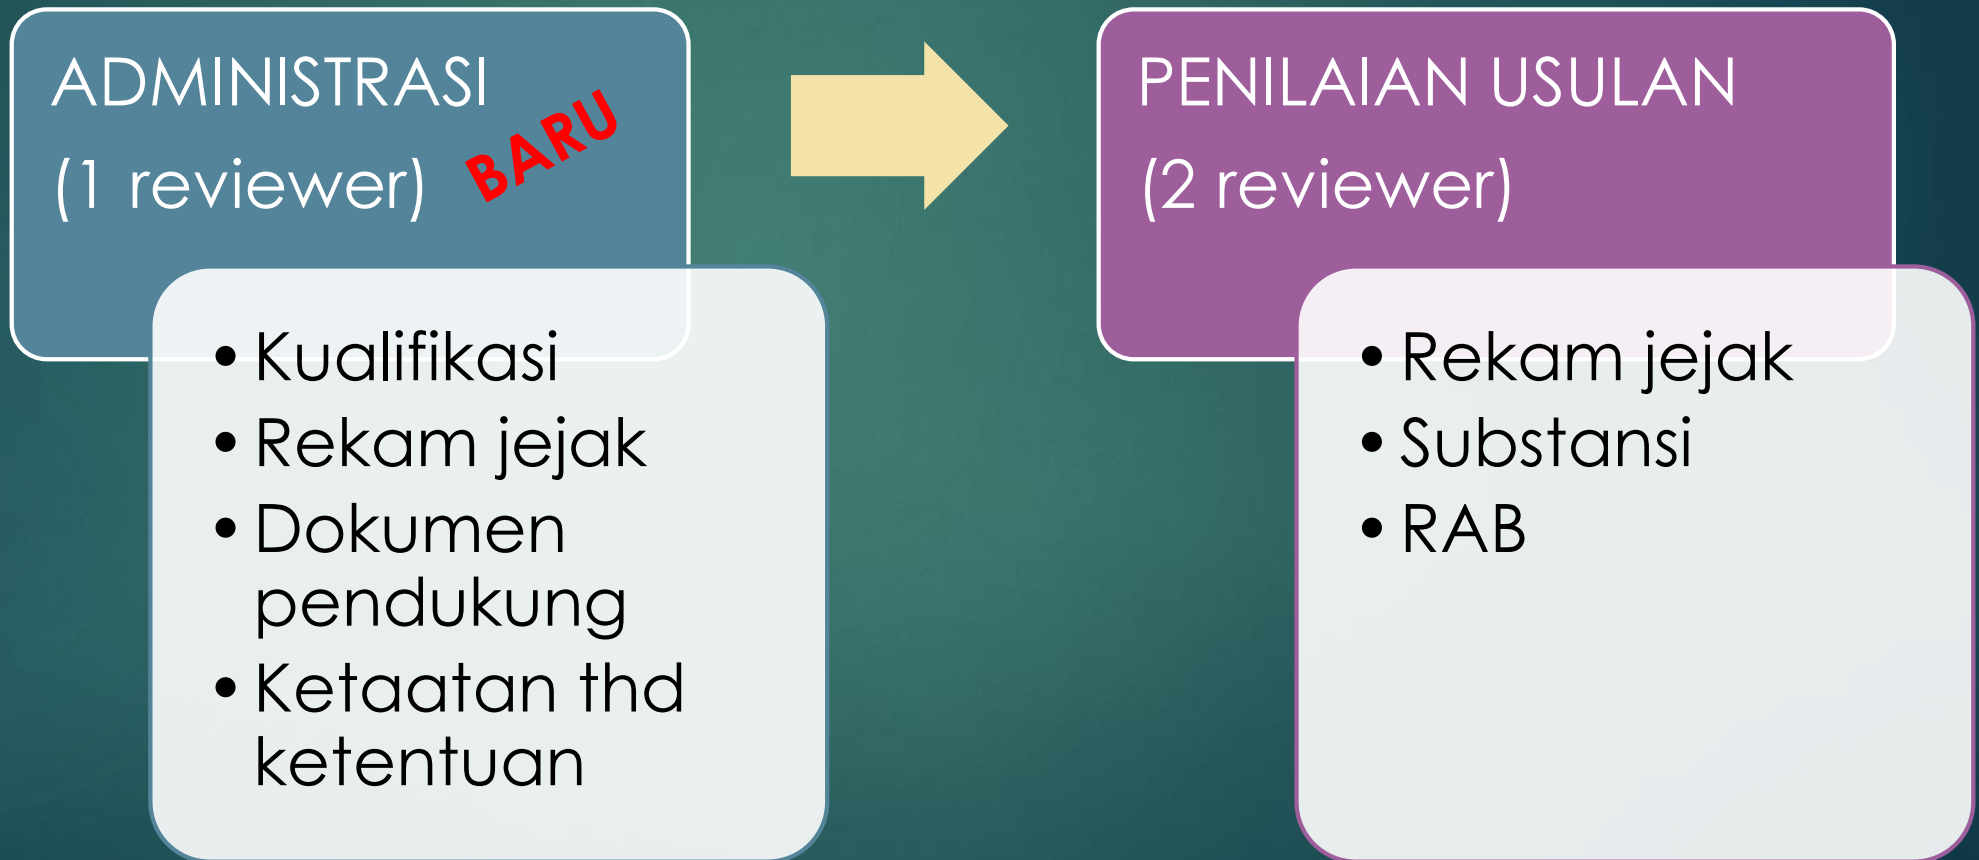 ADMINISTRASI
(1 reviewer)
BARU
• Kualifikasi
• Rekam jejak
• Dokumen
pendukung
• Ketaatan thd
ketentuan
PENILAIAN USULAN
(2 reviewer)
• Rekam jejak
• Substansi
• RAB